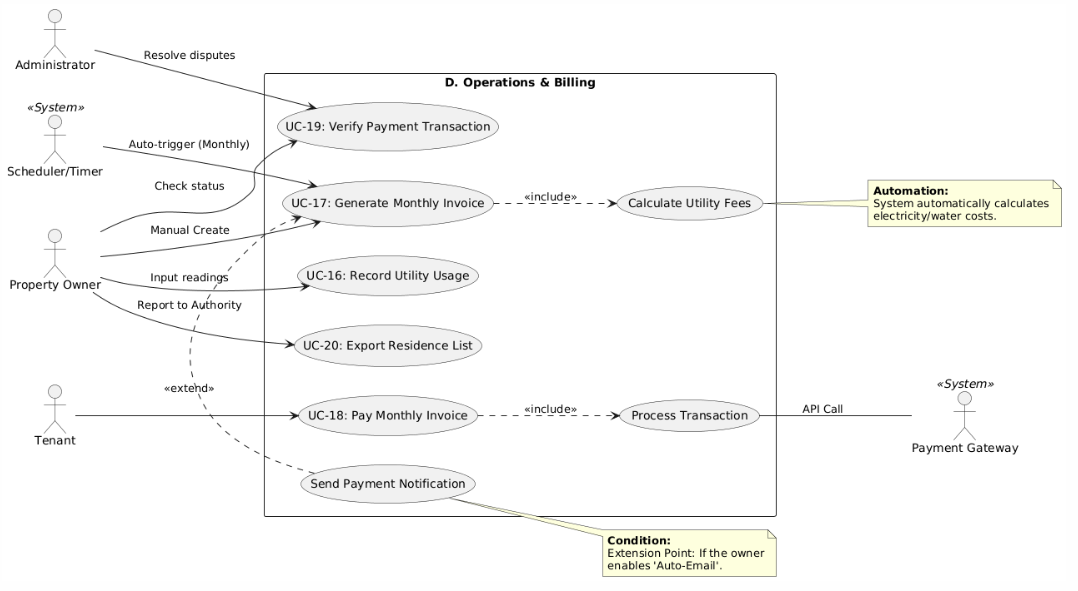 Administrator
Resolve disputes
D. Operations & Billing
«System»
Scheduler/Timer
Auto-trigger (Monthly)
UC-19: Verify Payment Transaction
Check status
UC-17: Generate Monthly Invoice
«include»
Calculate Utility Fees
Automation:
System automatically calculates
electricity/water costs.
Manual Create
Property Owner
Input readings
UC-16: Record Utility Usage
Report to Authority
UC-20: Export Residence List
«extend»
Tenant
UC-18: Pay Monthly Invoice
«include»
Process Transaction
API Call
«System»
Payment Gateway
Send Payment Notification
Condition:
Extension Point: If the owner
enables 'Auto-Email'.